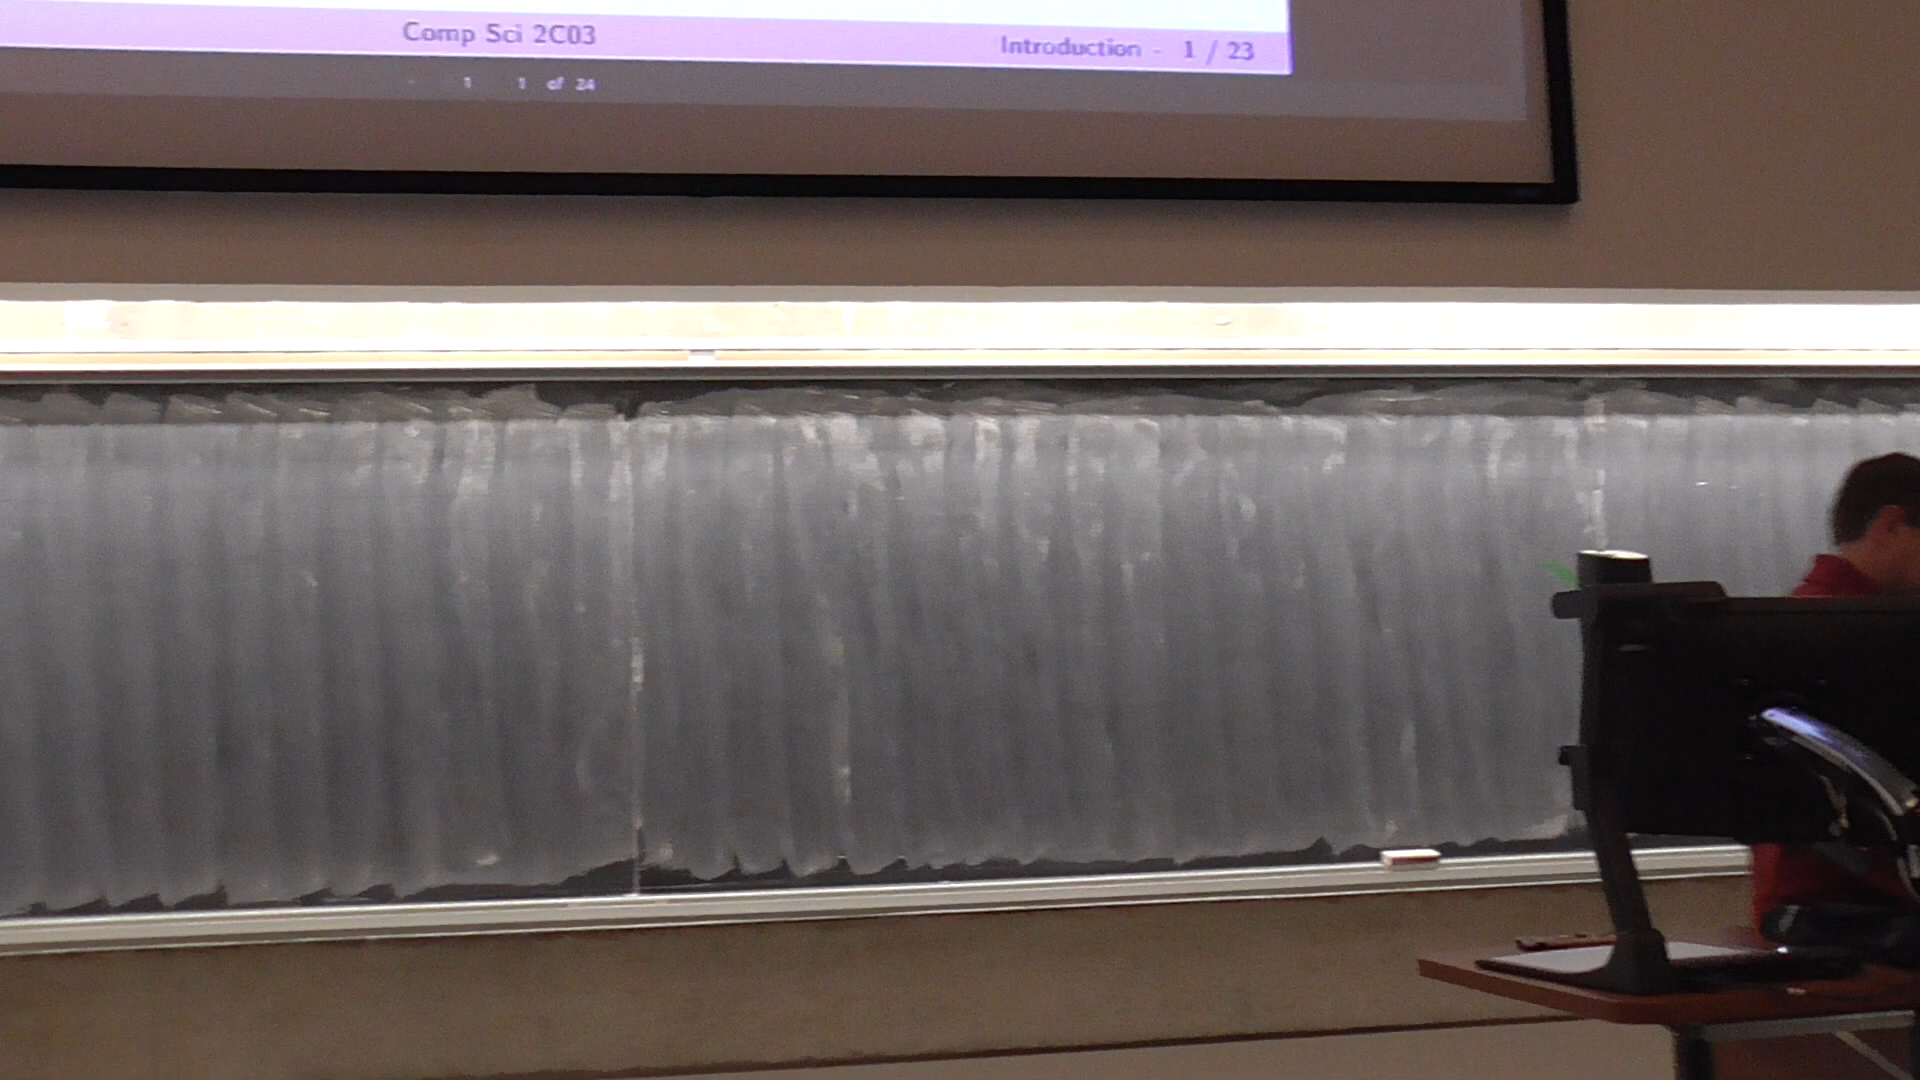 Comp Sci 2C03
Introduction - 1 / 23
1 1 of 24